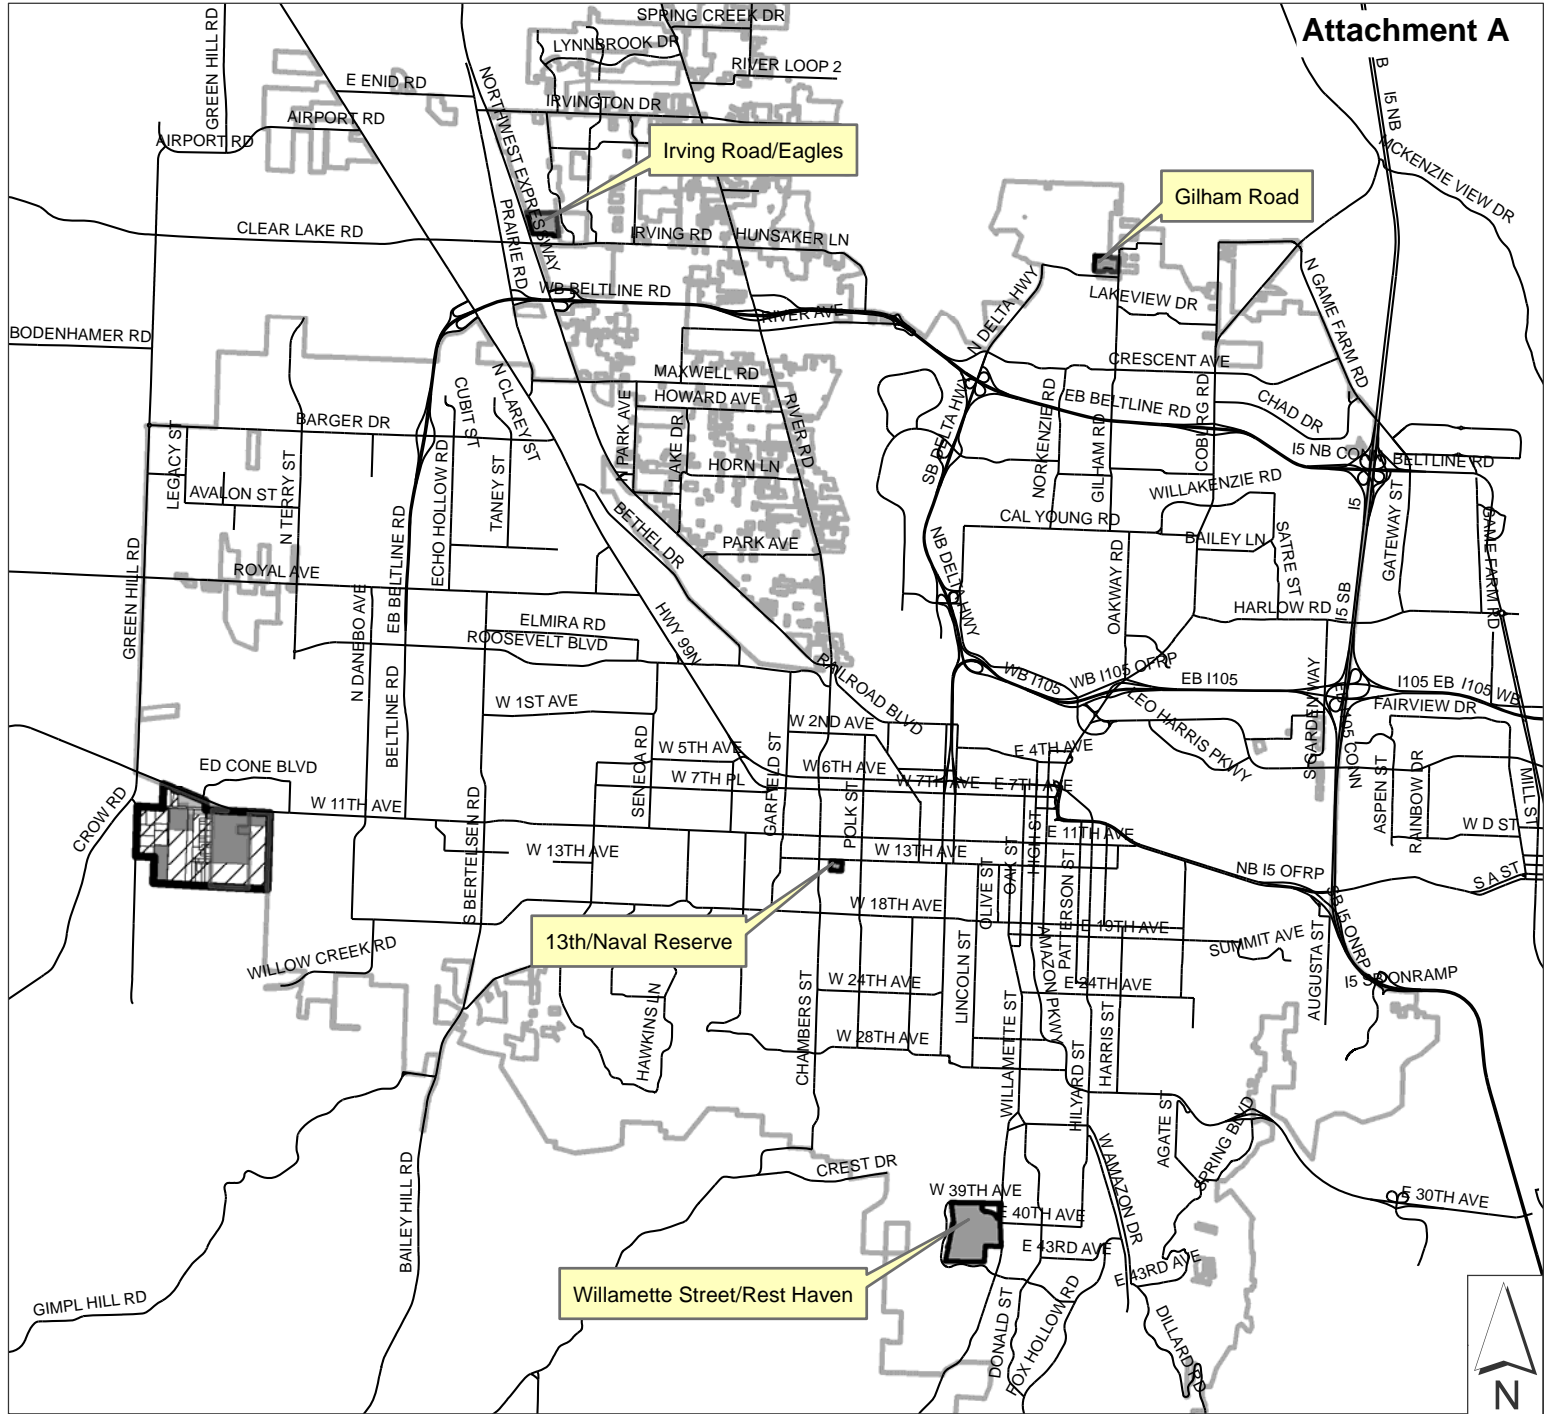 Attachment A
SPRING CREEK DR
GREEN HILL RD
LYNNBROOK DR
RIVER LOOP 2
E ENID RD
I5 NB
B
NORTHWEST EXPRESSWAY
IRVINGTON DR
AIRPORT RD
AIRPORT RD
Irving Road/Eagles
MCKENZIE VIEW DR
Gilham Road
PRAIRIE RD
CLEAR LAKE RD
IRVING RD
HUNSAKER LN
N GAME FARM RD
WB BELTLINE RD
LAKEVIEW DR
N DELTA HWY
RIVER AVE
BODENHAMER RD
CRESCENT AVE
MAXWELL RD
N CLAREY ST
CUBIT ST
HOWARD AVE
N PARK AVE
RIVER RD
SB DELTA HWY
NORKENZIE RD
EB BELTLINE RD
COBURG RD
CHAD DR
BARGER DR
LAKE DR
GILHAM RD
LEGACY ST
I5 NB CONN
BELTLINE RD
HORN LN
N TERRY ST
ECHO HOLLOW RD
TANEY ST
WILLAKENZIE RD
AVALON ST
I5
GATEWAY ST
GAME FARM RD
BETHEL DR
CAL YOUNG RD
EB BELTLINE RD
PARK AVE
BAILEY LN
SATRE ST
NB DELTA HWY
OAKWAY RD
GREEN HILL RD
ROYAL AVE
I5 SB
N DANEBO AVE
HARLOW RD
ELMIRA RD
HWY 99N
ROOSEVELT BLVD
RAILROAD BLVD
WB I105
WB I105 OFRP
EB I105
I105 EB
I105 WB
BELTLINE RD
S GARDEN WAY
W 1ST AVE
LEO HARRIS PKWY
FAIRVIEW DR
W 2ND AVE
I105 CONN
SENECA RD
W 5TH AVE
GARFIELD ST
E 4TH AVE
ED CONE BLVD
W 6TH AVE
W 7TH PL
W 7TH AVE
E 7TH AVE
ASPEN ST
RAINBOW DR
MILL ST
CROW RD
W 11TH AVE
S BERTELSEN RD
POLK ST
HIGH ST
E 11TH AVE
W D ST
W 13TH AVE
W 13TH AVE
OAK ST
OLIVE ST
PATTERSON ST
NB I5 OFRP
S A ST
W 18TH AVE
SB I5 ONRP
13th/Naval Reserve
E 19TH AVE
SUMMIT AVE
AUGUSTA ST
WILLOW CREEK RD
AMAZON PKWY
LINCOLN ST
W 24TH AVE
E 24TH AVE
I5 SB ONRAMP
CHAMBERS ST
HAWKINS LN
WILLAMETTE ST
W 28TH AVE
HARRIS ST
HILYARD ST
AGATE ST
SPRING BLVD
W AMAZON DR
BAILEY HILL RD
CREST DR
W 39TH AVE
E 30TH AVE
E 40TH AVE
E 43RD AVE
E 43RD AVE
Willamette Street/Rest Haven
GIMPL HILL RD
DONALD ST
FOX HOLLOW RD
DILLARD RD
N